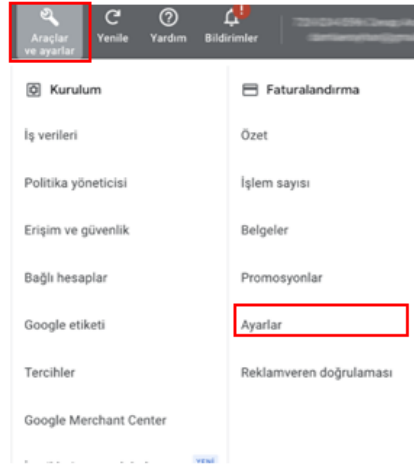 Araçlar
ve ayarlar
Yenile
Yardım
Bildirimler
Kurulum
İş verileri
Politika yöneticisi
Erişim ve güvenlik
Bağlı hesaplar
Google etiketi
Tercihler
Google Merchant Center
YENİ
Faturalandırma
Özet
İşlem sayısı
Belgeler
Promosyonlar
Ayarlar
Reklamveren doğrulaması